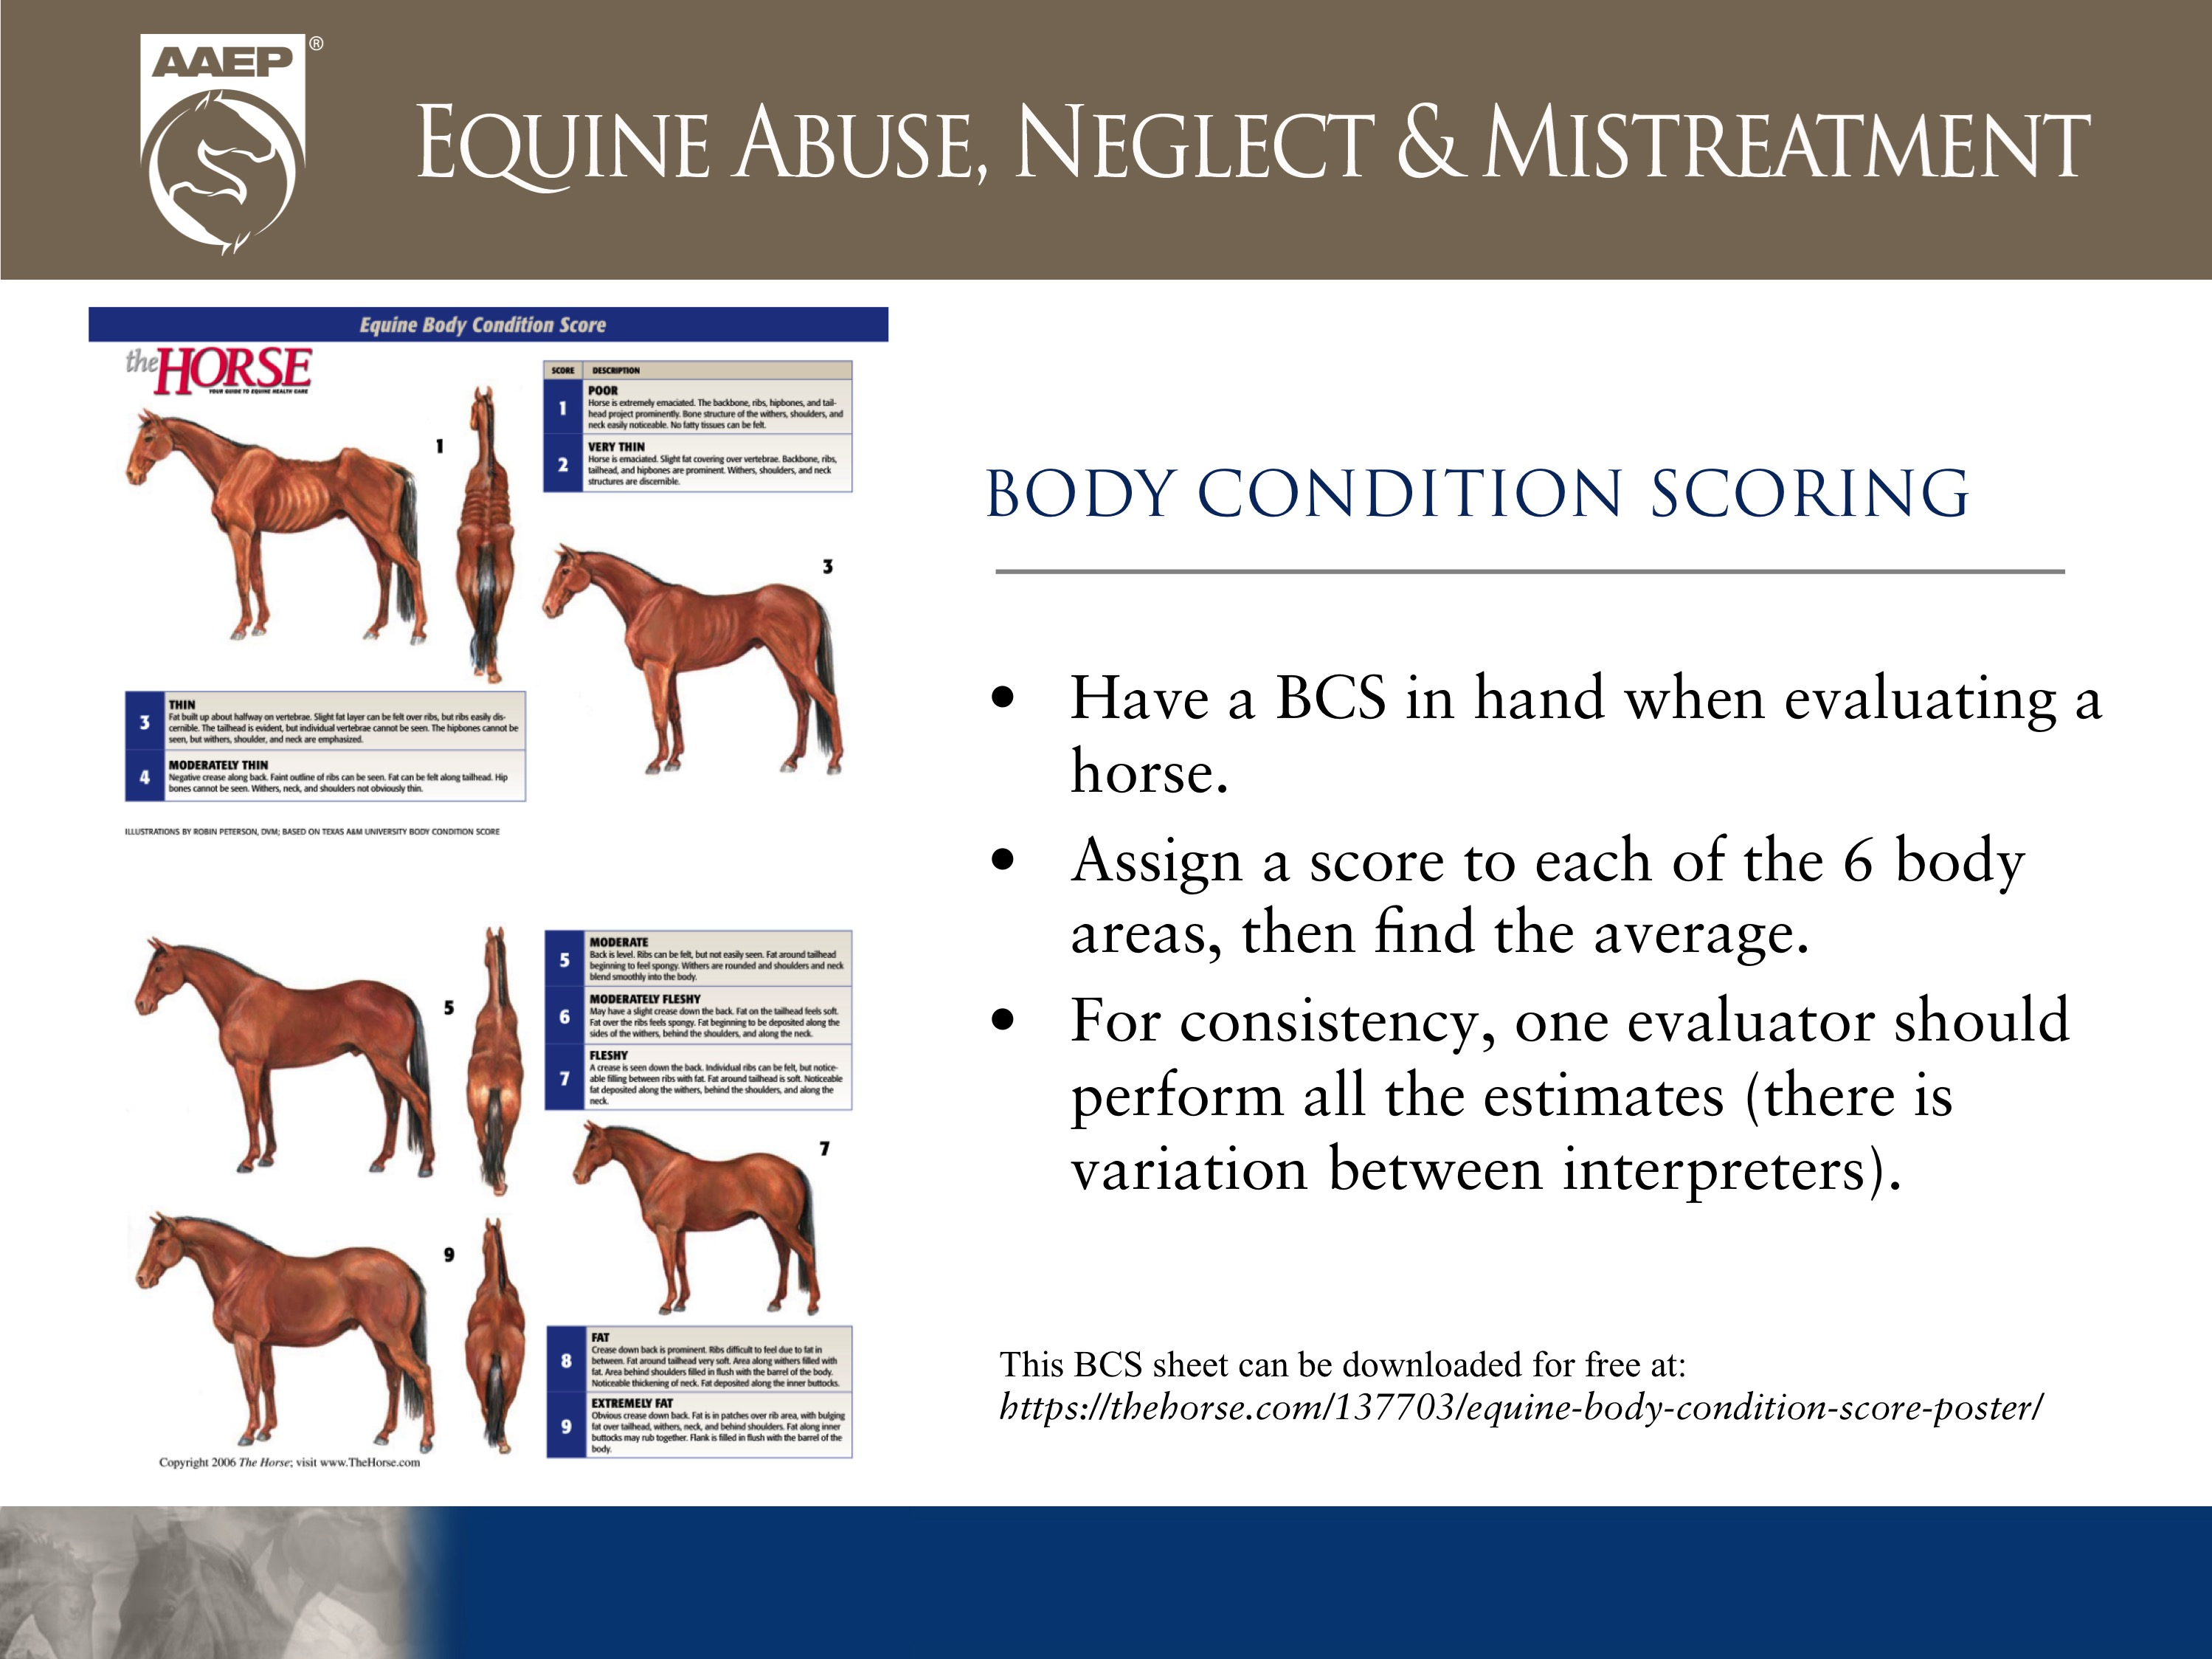 AAEP ®
EQUINE ABUSE, NEGLECT & MISTREATMENT
Equine Body Condition Score
the HORSE
YOUR GUIDE TO EQUINE HEALTH CARE
SCORE DESCRIPTION
1
POOR
Horse is extremely emaciated. The backbone, ribs, hipbones, and tail-
head project prominently. Bone structure of the withers, shoulders, and
neck easily noticeable. No fatty tissues can be felt.
2
VERY THIN
Horse is emaciated. Slight fat covering over vertebrae. Backbone, ribs,
tailhead, and hipbones are prominent. Withers, shoulders, and neck
structures are discernible.
1
3
3
THIN
Fat built up about halfway on vertebrae. Slight fat layer can be felt over ribs, but ribs easily dis-
cernible. The tailhead is evident, but individual vertebrae cannot be seen. The hipbones cannot be
seen, but withers, shoulder, and neck are emphasized.
4
MODERATELY THIN
Negative crease along back. Faint outline of ribs can be seen. Fat can be felt along tailhead. Hip
bones cannot be seen. Withers, neck, and shoulders not obviously thin.
ILLUSTRATIONS BY ROBIN PETERSON, DVM; BASED ON TEXAS A&M UNIVERSITY BODY CONDITION SCORE
5
5
MODERATE
Back is level. Ribs can be felt, but not easily seen. Fat around tailhead
beginning to feel spongy. Withers are rounded and shoulders and neck
blend smoothly into the body.
6
MODERATELY FLESHY
May have a slight crease down the back. Fat on the tailhead feels soft.
Fat over the ribs feels spongy. Fat beginning to be deposited along the
sides of the withers, behind the shoulders, and along the neck.
7
FLESHY
A crease is seen down the back. Individual ribs can be felt, but notice-
able filling between ribs with fat. Fat around tailhead is soft. Noticeable
fat deposited along the withers, behind the shoulders, and along the
neck.
7
9
8
FAT
Crease down back is prominent. Ribs difficult to feel due to fat in
between. Fat around tailhead very soft. Area along withers filled with
fat. Area behind shoulders filled in flush with the barrel of the body.
Noticeable thickening of neck. Fat deposited along the inner buttocks.
9
EXTREMELY FAT
Obvious crease down back. Fat is in patches over rib area, with bulging
fat over tailhead, withers, neck, and behind shoulders. Fat along inner
buttocks may rub together. Flank is filled in flush with the barrel of the
body.
Copyright 2006 The Horse; visit www.TheHorse.com
BODY CONDITION SCORING
• Have a BCS in hand when evaluating a
horse.
• Assign a score to each of the 6 body
areas, then find the average.
• For consistency, one evaluator should
perform all the estimates (there is
variation between interpreters).
This BCS sheet can be downloaded for free at:
https://thehorse.com/137703/equine-body-condition-score-poster/